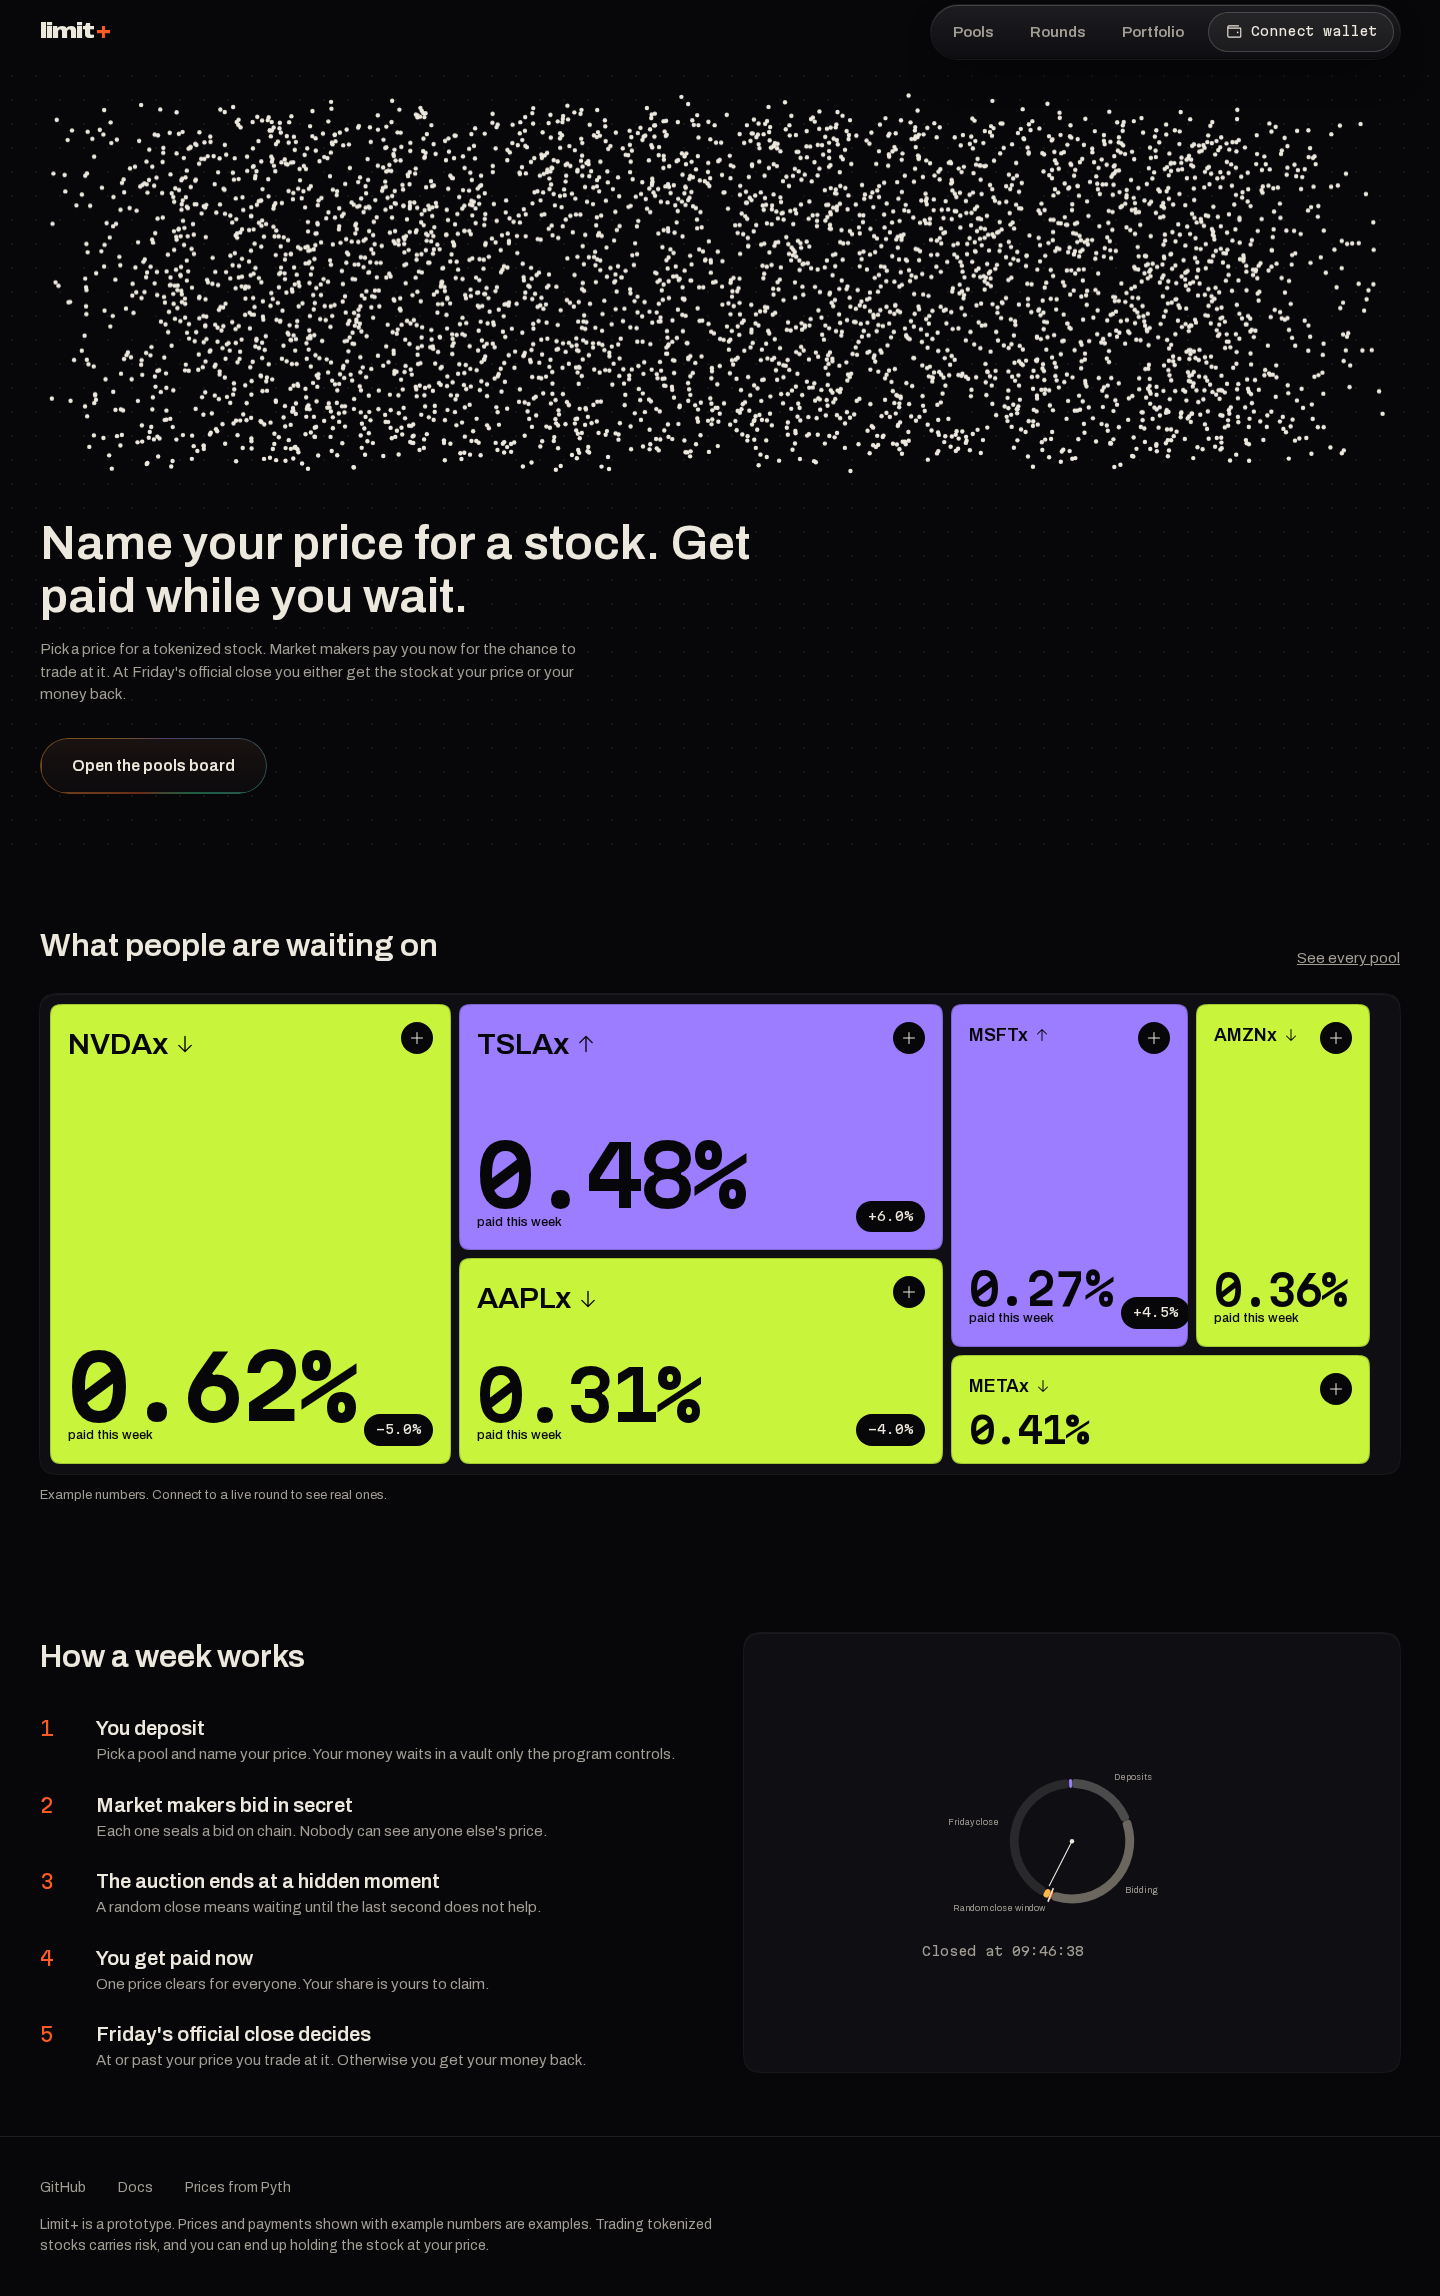 limit+
Pools Rounds Portfolio Connect wallet
Name your price for a stock. Get
paid while you wait.
Pick a price for a tokenized stock. Market makers pay you now for the chance to
trade at it. At Friday's official close you either get the stock at your price or your
money back.
Open the pools board
What people are waiting on
See every pool
NVDAx ↓
0.62%
paid this week
−5.0%
TSLAx ↑
0.48%
paid this week
+6.0%
AAPLx ↓
0.31%
paid this week
−4.0%
MSFTx ↑
0.27%
paid this week
+4.5%
AMZNx ↓
0.36%
paid this week
METAx ↓
0.41%
Example numbers. Connect to a live round to see real ones.
How a week works
1 You deposit
Pick a pool and name your price. Your money waits in a vault only the program controls.
2 Market makers bid in secret
Each one seals a bid on chain. Nobody can see anyone else's price.
3 The auction ends at a hidden moment
A random close means waiting until the last second does not help.
4 You get paid now
One price clears for everyone. Your share is yours to claim.
5 Friday's official close decides
At or past your price you trade at it. Otherwise you get your money back.
Deposits
Friday close
Bidding
Random close window
Closed at 09:46:38
GitHub Docs Prices from Pyth
Limit+ is a prototype. Prices and payments shown with example numbers are examples. Trading tokenized
stocks carries risk, and you can end up holding the stock at your price.